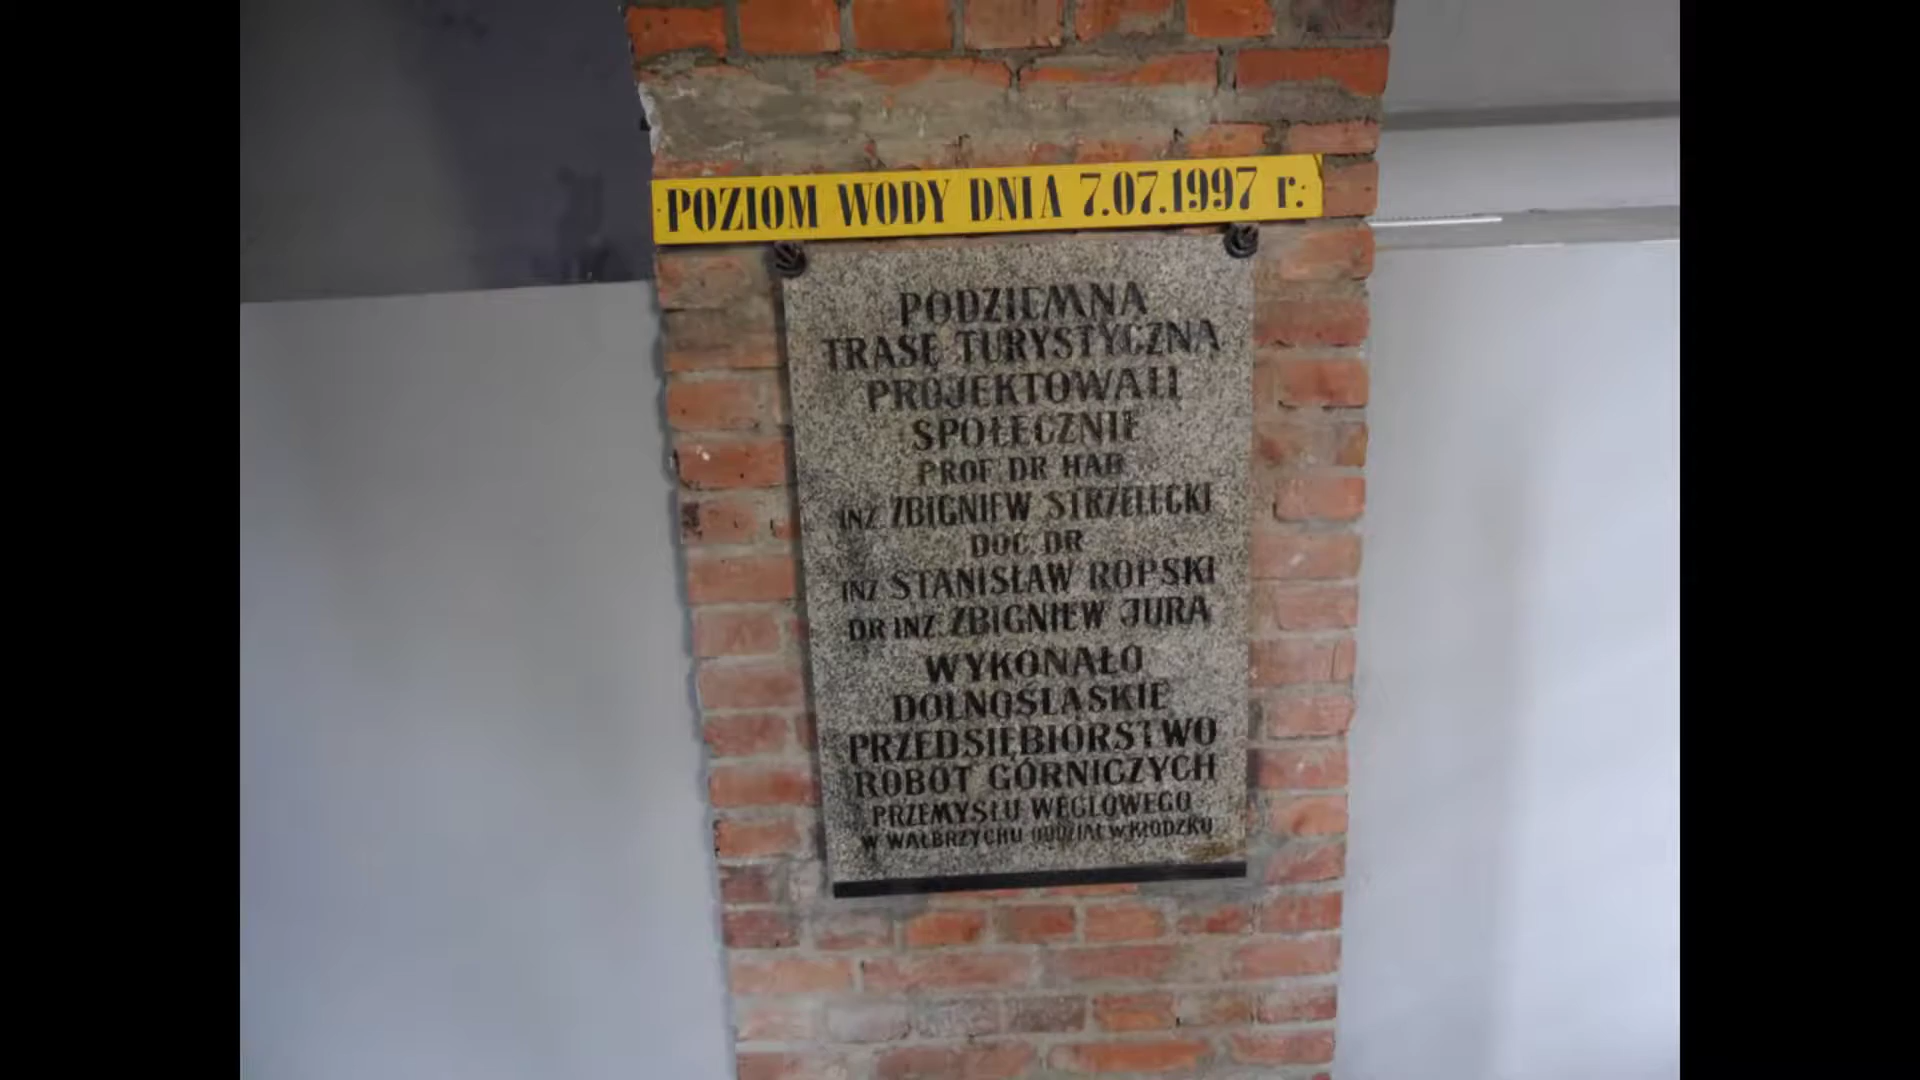 POZIOM WODY DNIA 7.07.1997 r.
PODZIEMNĄ
TRASĘ TURYSTYCZNĄ
PROJEKTOWALI
SPOŁECZNIE
PROF DR HAB
INŻ ZBIGNIEW STRZELECKI
DOC DR
INŻ STANISŁAW ROPSKI
DR INŻ ZBIGNIEW JURA
WYKONAŁO
DOLNOŚLĄSKIE
PRZEDSIĘBIORSTWO
ROBÓT GÓRNICZYCH
PRZEMYSŁU WĘGLOWEGO
W WAŁBRZYCHU ODDZIAŁ W KŁODZKU